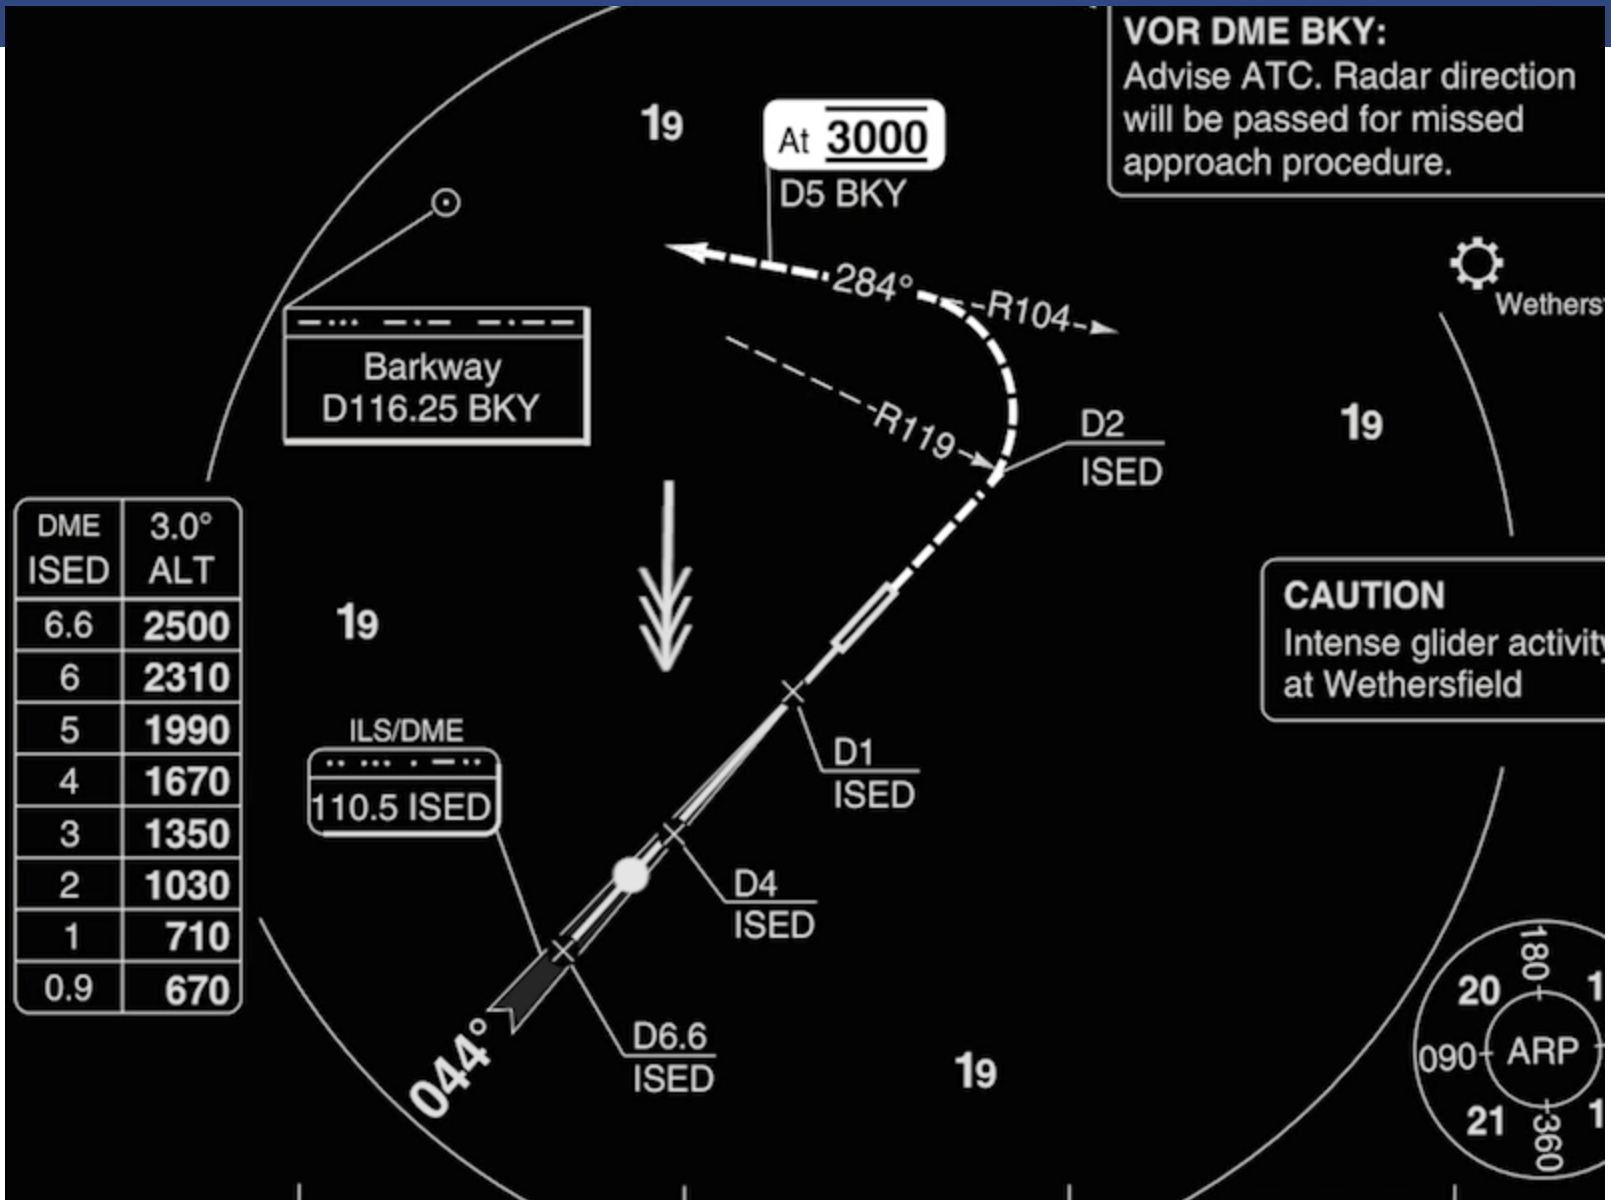 VOR DME BKY:
Advise ATC. Radar direction
will be passed for missed
approach procedure.
19
At 3000
D5 BKY
284°
R104
Barkway
D116.25 BKY
R119
D2
ISED
19
CAUTION
Intense glider activity
at Wethersfield
DME ISED 3.0° ALT
6.6 2500
6 2310
5 1990
4 1670
3 1350
2 1030
1 710
0.9 670
19
ILS/DME
110.5 ISED
D1
ISED
D4
ISED
D6.6
ISED
044°
19
180
20
090
ARP
21
360